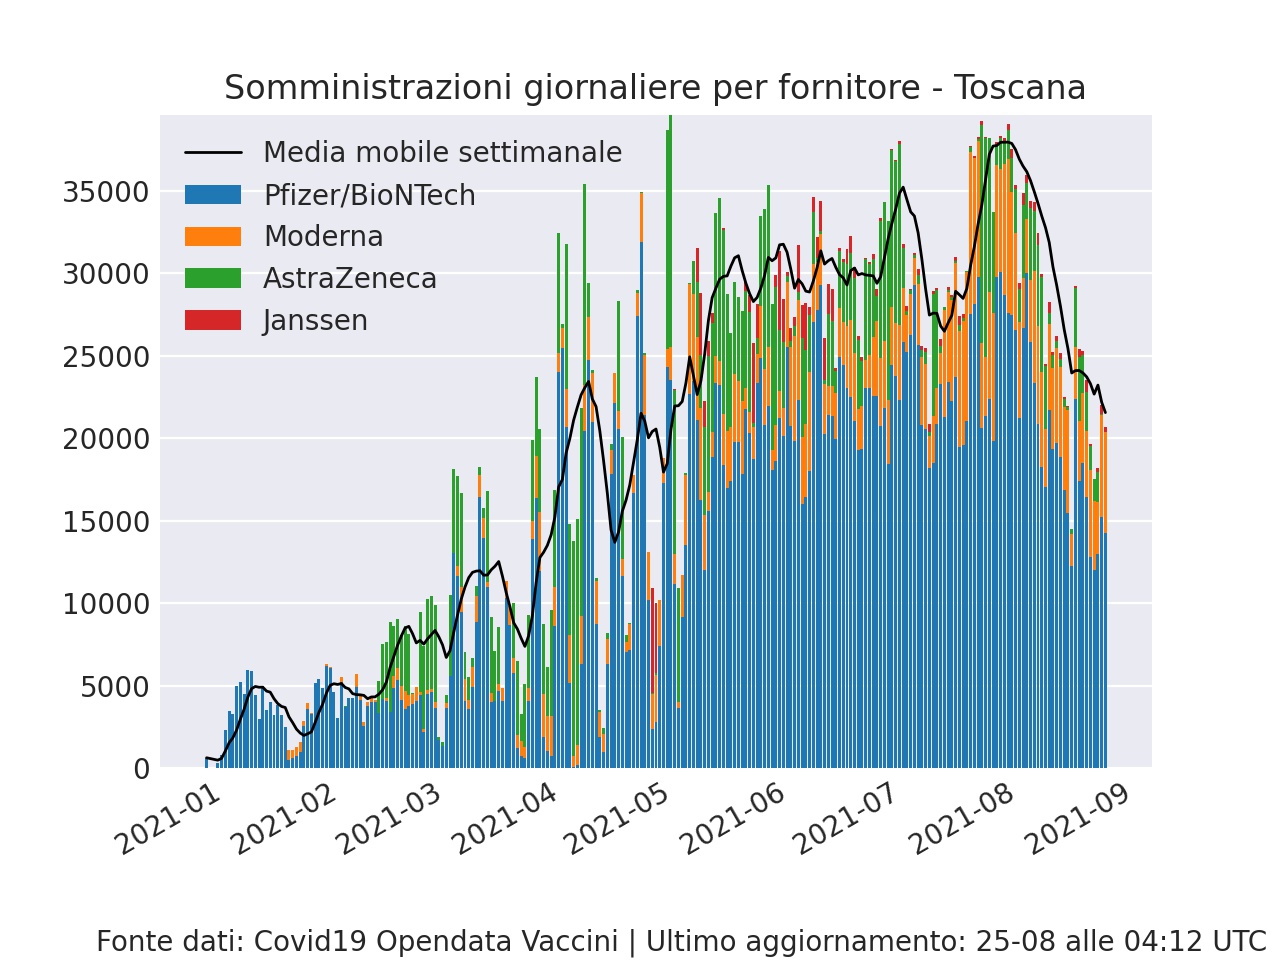 Somministrazioni giornaliere per fornitore - Toscana
Media mobile settimanale
Pfizer/BioNTech
Moderna
AstraZeneca
Janssen
35000
30000
25000
20000
15000
10000
5000
0
2021-01
2021-02
2021-03
2021-04
2021-05
2021-06
2021-07
2021-08
2021-09
Fonte dati: Covid19 Opendata Vaccini | Ultimo aggiornamento: 25-08 alle 04:12 UTC